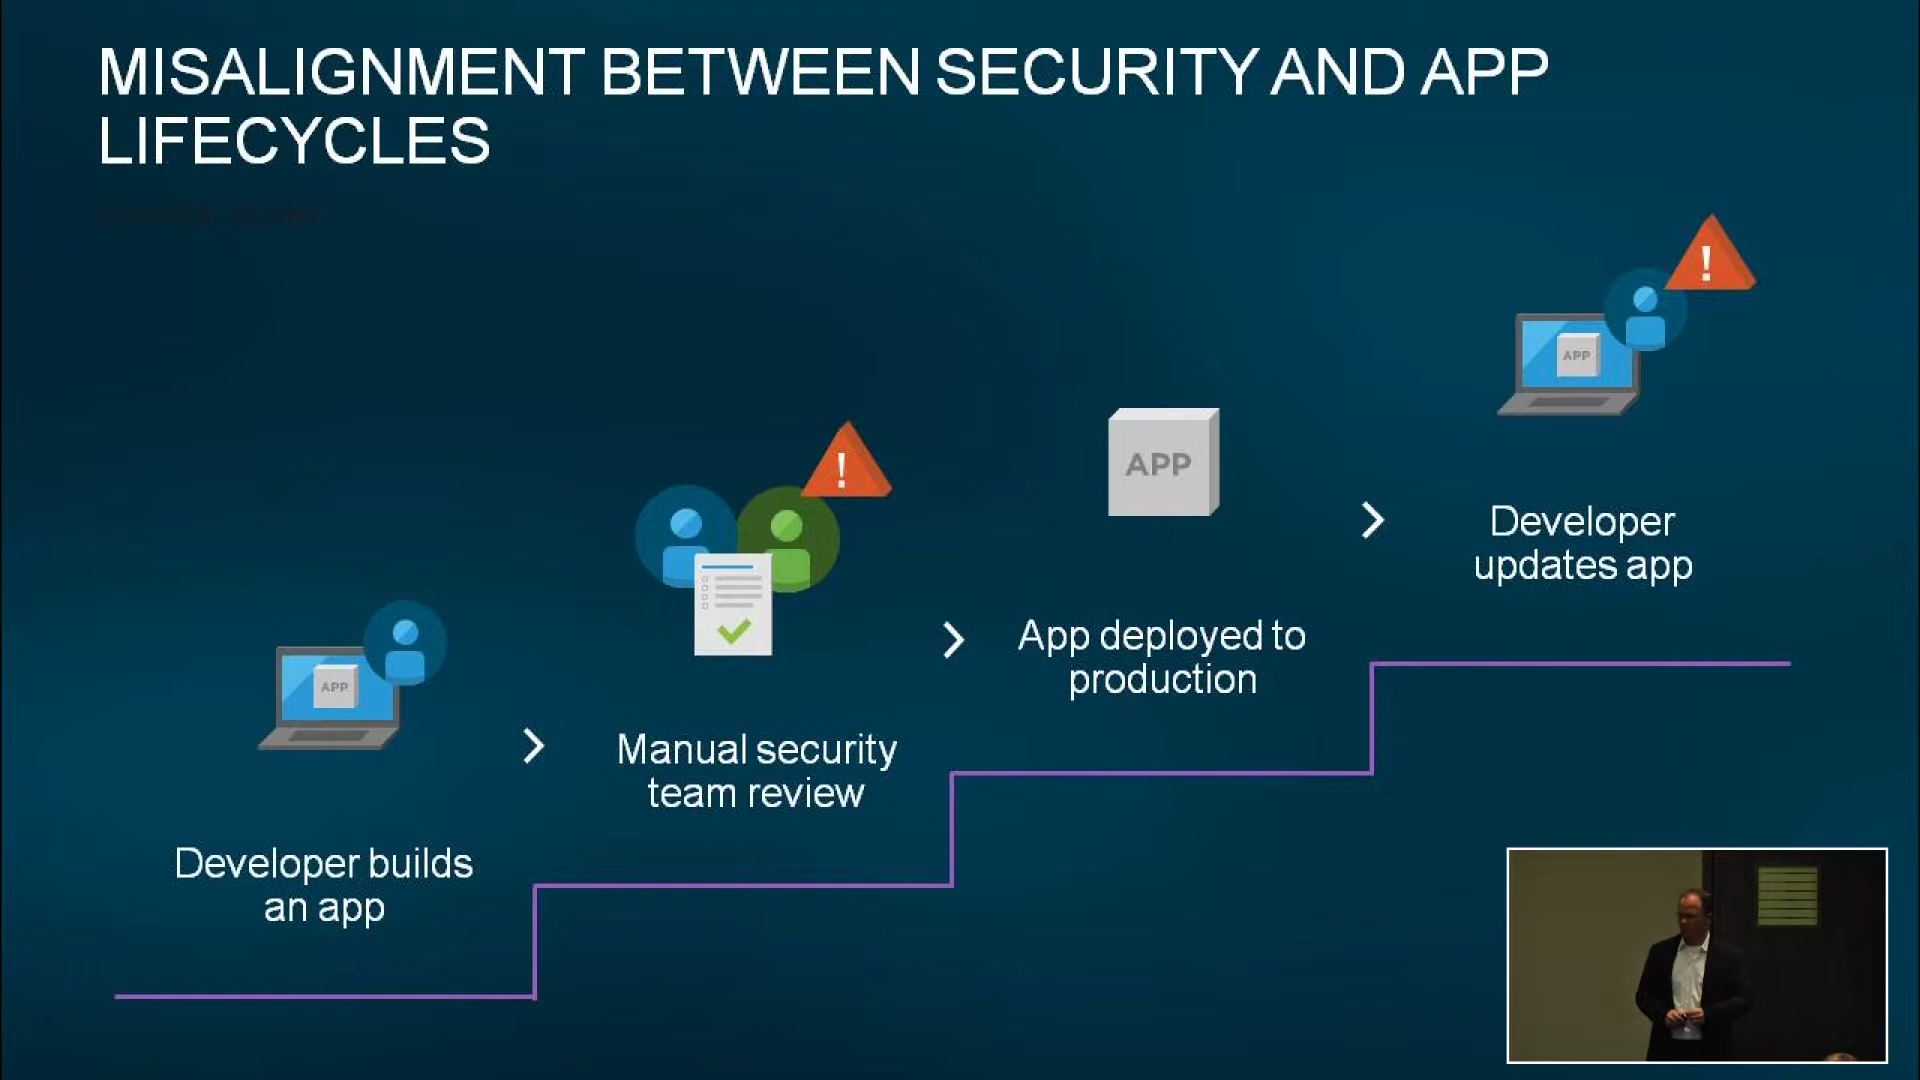 MISALIGNMENT BETWEEN SECURITY AND APP
LIFECYCLES
APP
Developer builds
an app
Manual security
team review
APP
App deployed to
production
APP
Developer
updates app